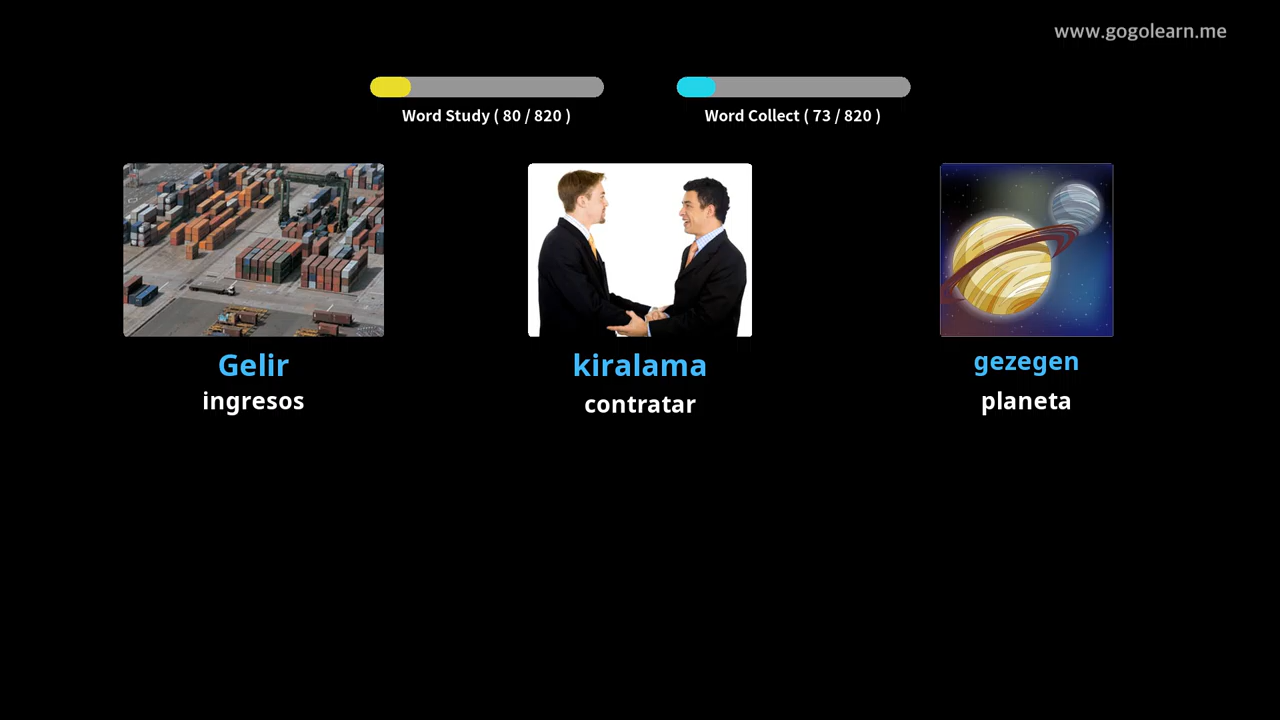 www.gogolearn.me
Word Study ( 80 / 820 )
Word Collect ( 73 / 820 )
Gelir
ingresos
kiralama
contratar
gezegen
planeta